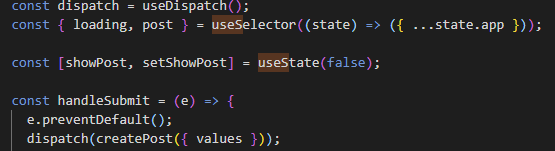 const dispatch = useDispatch();
const { loading, post } = useSelector((state) => ({ ...state.app }));
const [showPost, setShowPost] = useState(false);
const handleSubmit = (e) => {
e.preventDefault();
dispatch(createPost({ values }));